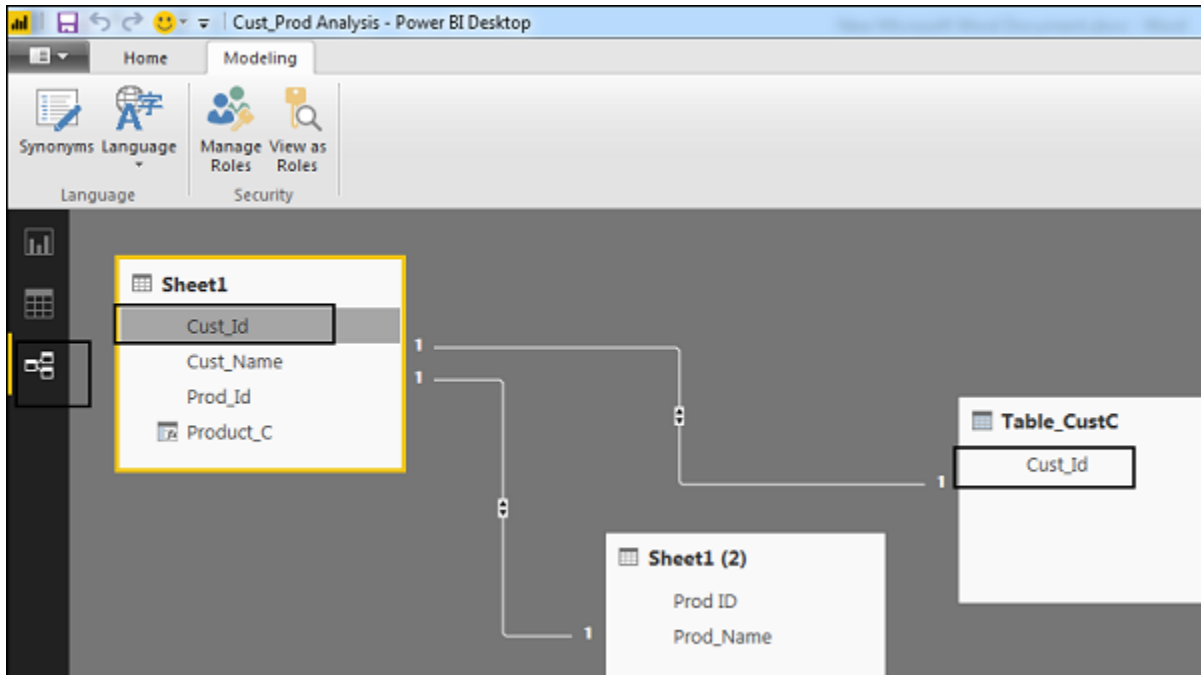 Cust_Prod Analysis - Power BI Desktop
Home Modeling
Synonyms Language Manage Roles View as Roles
Language Security
Sheet1
Cust_Id
Cust_Name
Prod_Id
Product_C
1
1
Table_CustC
Cust_Id
1
Sheet1 (2)
Prod ID
Prod_Name
1